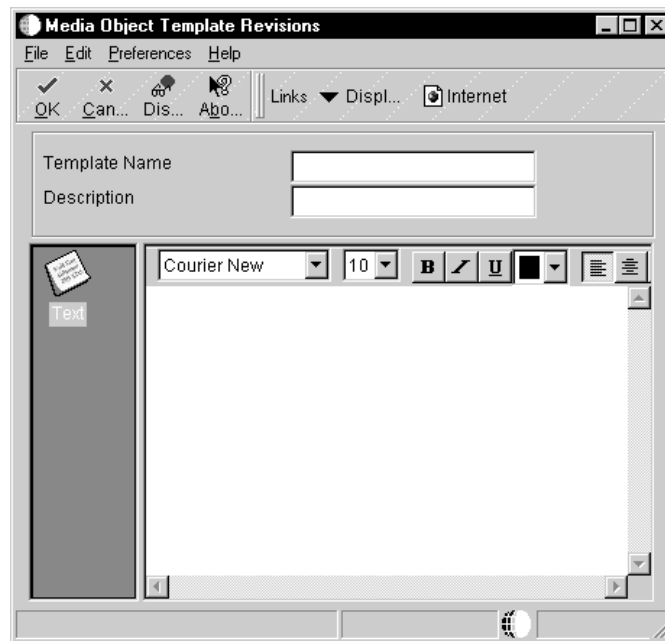 Media Object Template Revisions
File Edit Preferences Help
OK Can... Dis... Abo... Links Displ... Internet
Template Name
Description
Courier New 10 B I U
Text